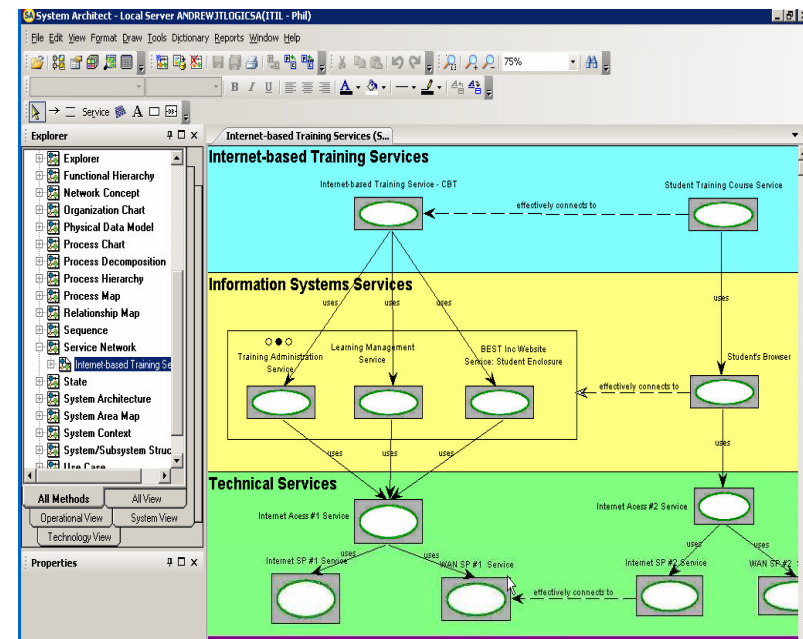 System Architect - Local Server ANDREWJTLOGICSA(ITIL - Phil)
File Edit View Format Draw Tools Dictionary Reports Window Help
75%
B I U A
Service A
Explorer
Internet-based Training Services (S...
Explorer
Functional Hierarchy
Network Concept
Organization Chart
Physical Data Model
Process Chart
Process Decomposition
Process Hierarchy
Process Map
Relationship Map
Sequence
Service Network
Internet-based Training Se
State
System Architecture
System Area Map
System Context
System/Subsystem Struc
Use Case
All Methods All View
Operational View System View
Technology View
Properties
Internet-based Training Services
Internet-based Training Service - CBT
Student Training Course Service
effectively connects to
Information Systems Services
uses uses uses uses
Training Administration
Service
Learning Management
Service
BEST Inc Website
Service: Student Enclosure
Student's Browser
effectively connects to
uses uses uses uses
Technical Services
Internet Acess #1 Service
Internet Acess #2 Service
uses uses uses uses
Internet SP #1 Service
WAN SP #1 Service
Internet SP #2 Service
WAN SP #2
effectively connects to